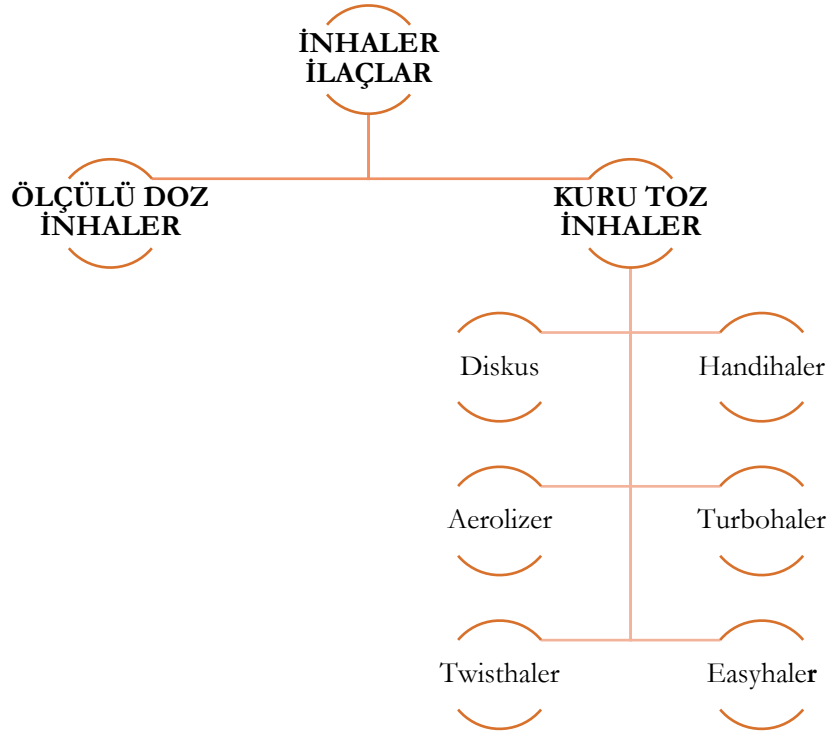 İNHALER
İLAÇLAR
ÖLÇÜLÜ DOZ
İNHALER
KURU TOZ
İNHALER
Diskus
Handihaler
Aerolizer
Turbohaler
Twisthaler
Easyhaler